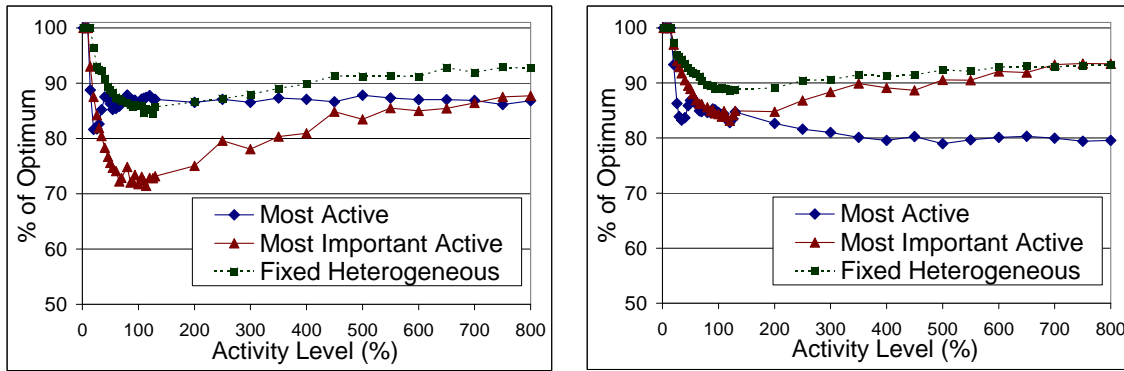 % of Optimum
100
90
80
70
60
50
Most Active
Most Important Active
Fixed Heterogeneous
0 100 200 300 400 500 600 700 800
Activity Level (%)
% of Optimum
100
90
80
70
60
50
Most Active
Most Important Active
Fixed Heterogeneous
0 100 200 300 400 500 600 700 800
Activity Level (%)